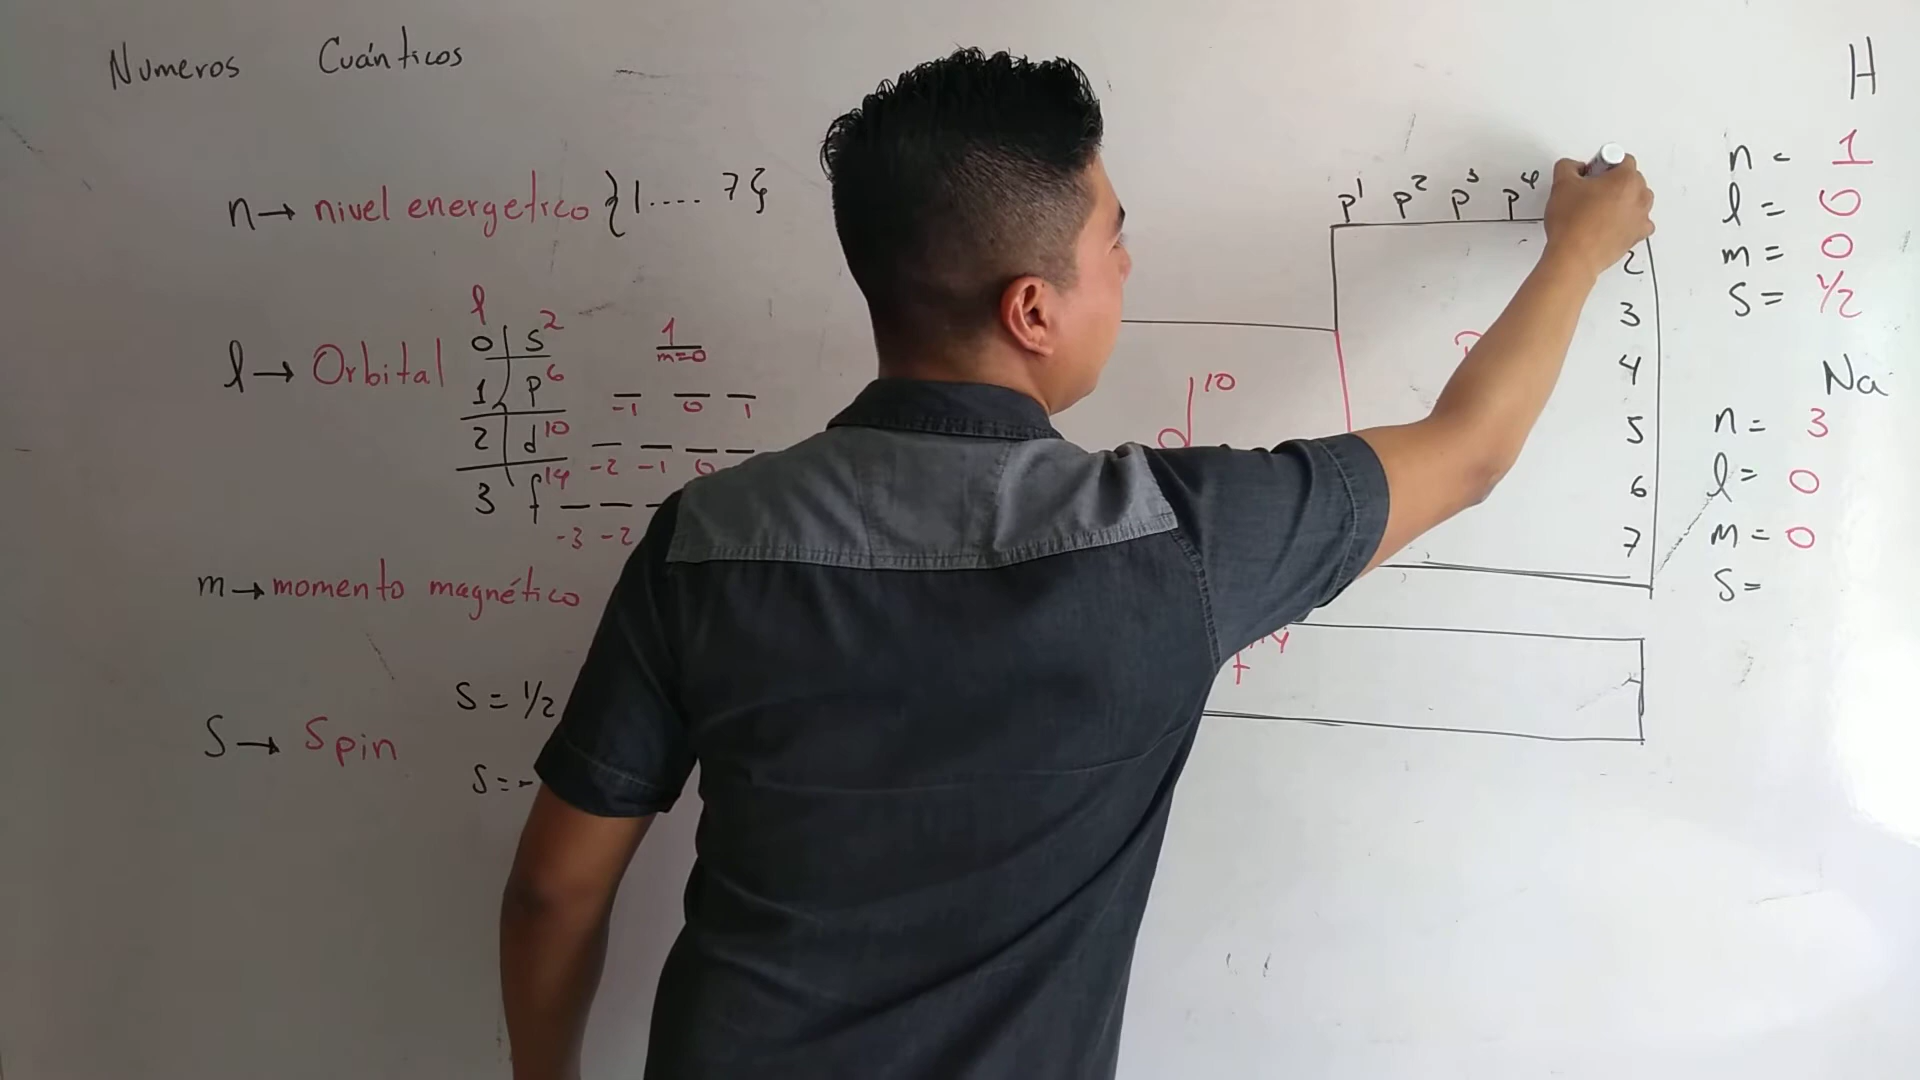 Numeros Cuánticos
n→ nivel energetico {1.... 7}
l→ Orbital
l
0 s²
1 p⁶
2 d¹⁰
3 f¹⁴
1
m=0
-1 0 1
-2 -1 0
-3 -2
m→momento magnético
S→ Spin
S = 1/2
S=-
p¹ p² p³ p⁴
2
3
4
5
6
7
d¹⁰
H
n= 1
l= 0
m= 0
S= 1/2
Na
n= 3
l= 0
m= 0
S=